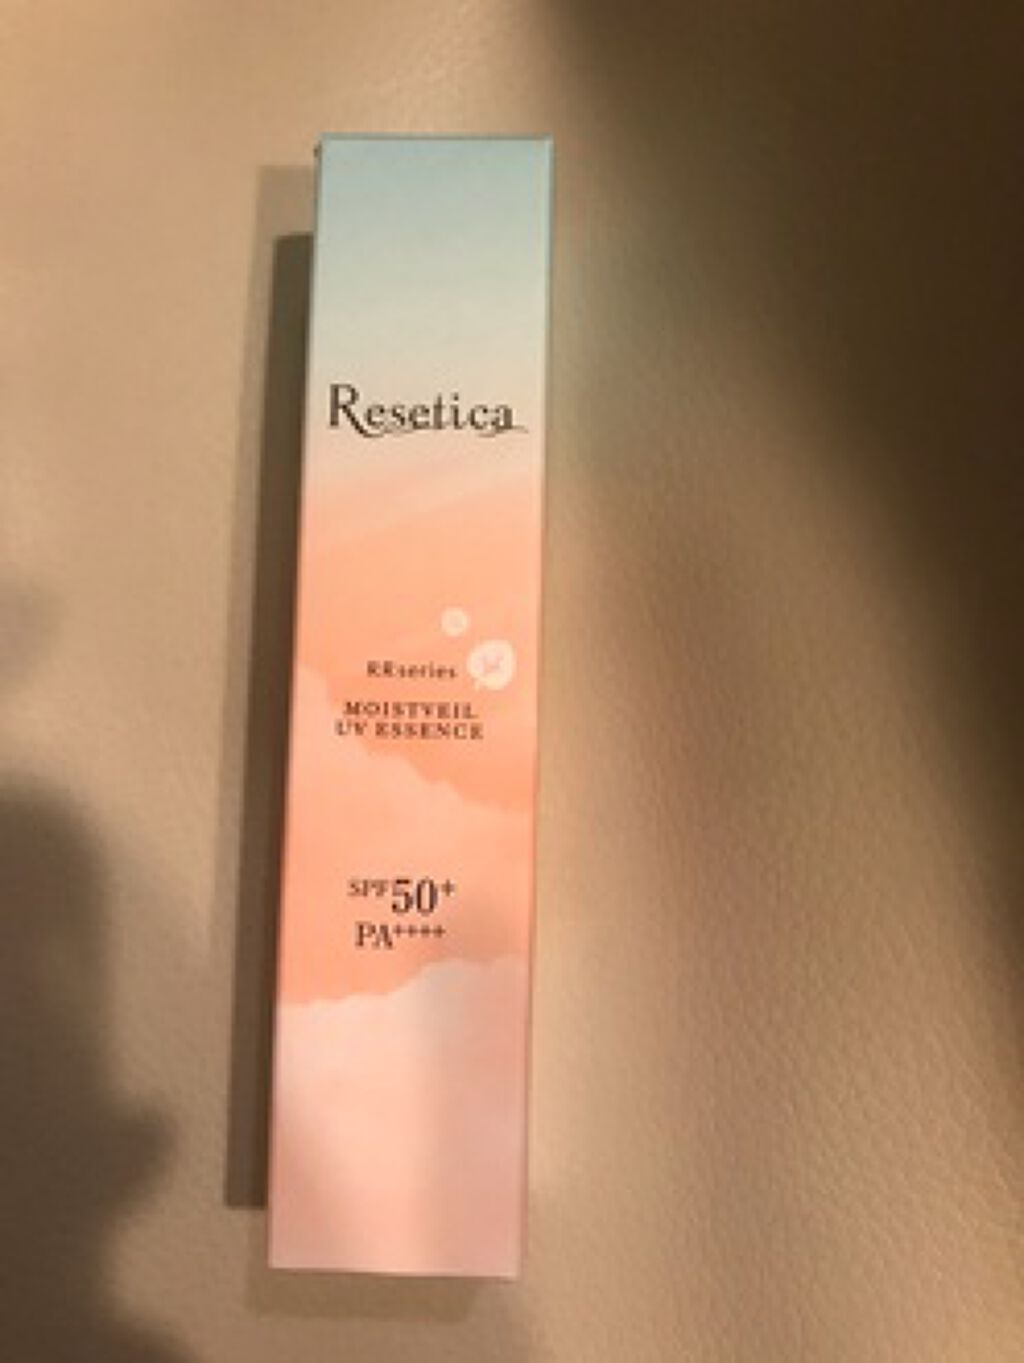 Resetica
RRseries
MOISTVEIL
UV ESSENCE
SPF50+
PA++++